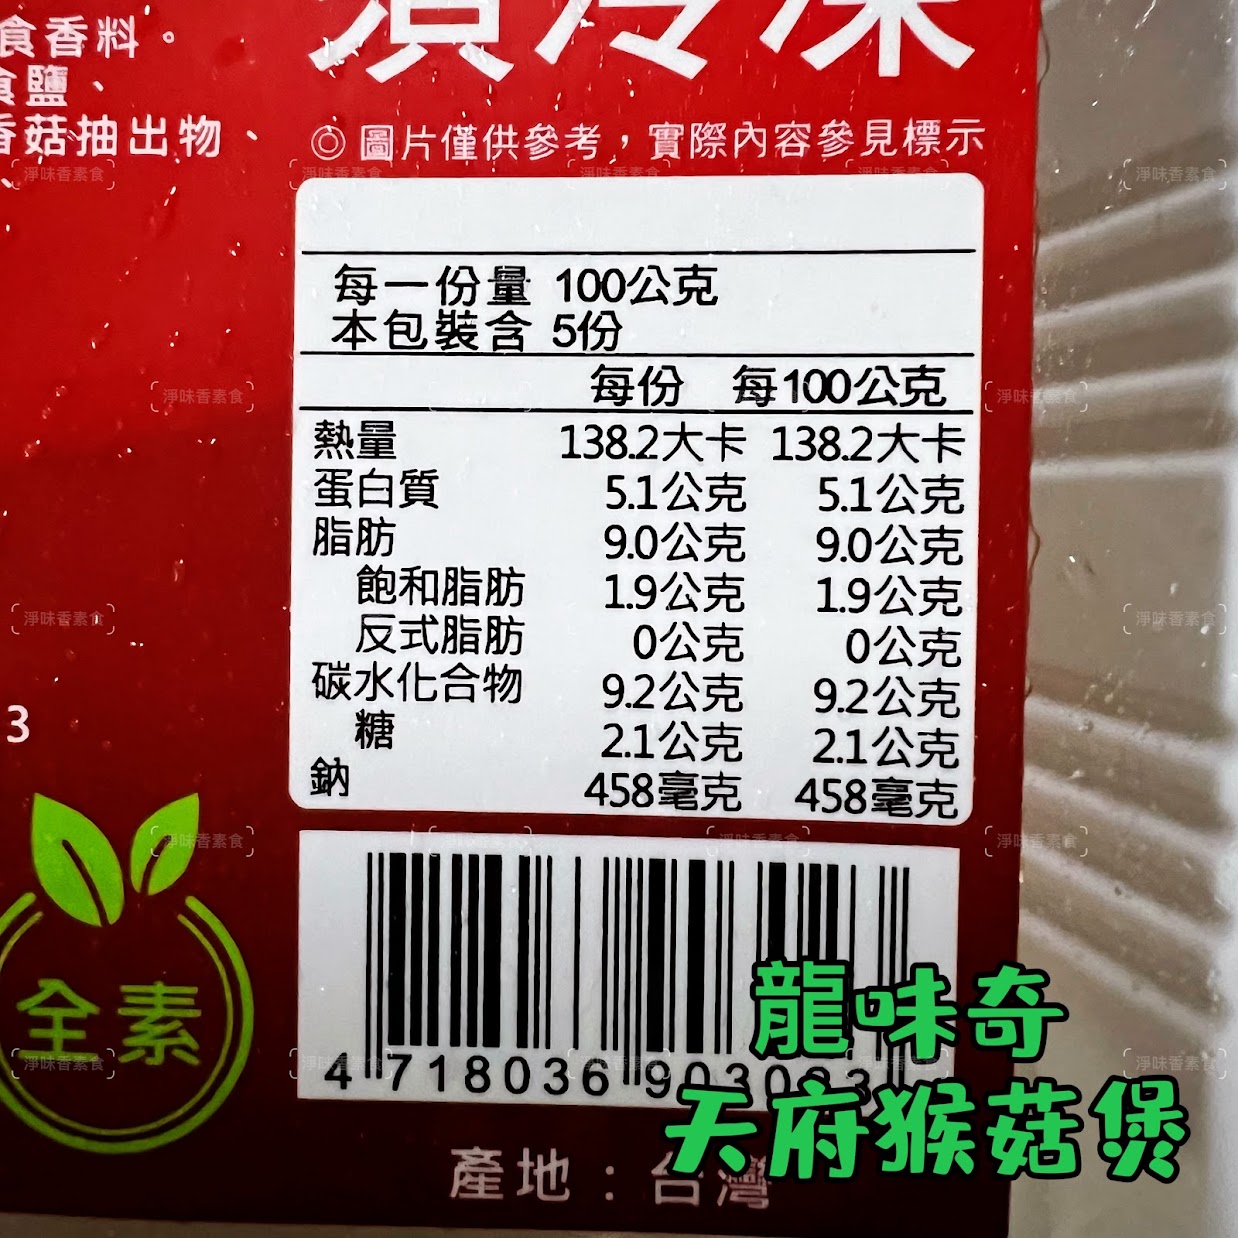 須冷凍
食香料。
食鹽、
香菇抽出物、
◎圖片僅供參考，實際內容參見標示
每一份量 100公克
本包裝含 5份
每份 每100公克
熱量 138.2大卡 138.2大卡
蛋白質 5.1公克 5.1公克
脂肪 9.0公克 9.0公克
飽和脂肪 1.9公克 1.9公克
反式脂肪 0公克 0公克
碳水化合物 9.2公克 9.2公克
糖 2.1公克 2.1公克
鈉 458毫克 458毫克
3
全素
4 718036 903
龍味奇
天府猴菇煲
產地：台灣
淨味香素食